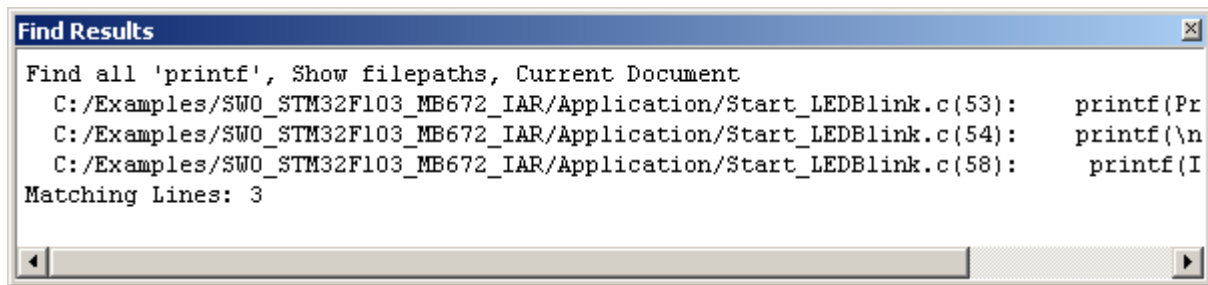 Find Results
Find all 'printf', Show filepaths, Current Document
C:/Examples/SWO_STM32F103_MB672_IAR/Application/Start_LEDBlink.c(53): printf(Pr
C:/Examples/SWO_STM32F103_MB672_IAR/Application/Start_LEDBlink.c(54): printf(\n
C:/Examples/SWO_STM32F103_MB672_IAR/Application/Start_LEDBlink.c(58): printf(I
Matching Lines: 3